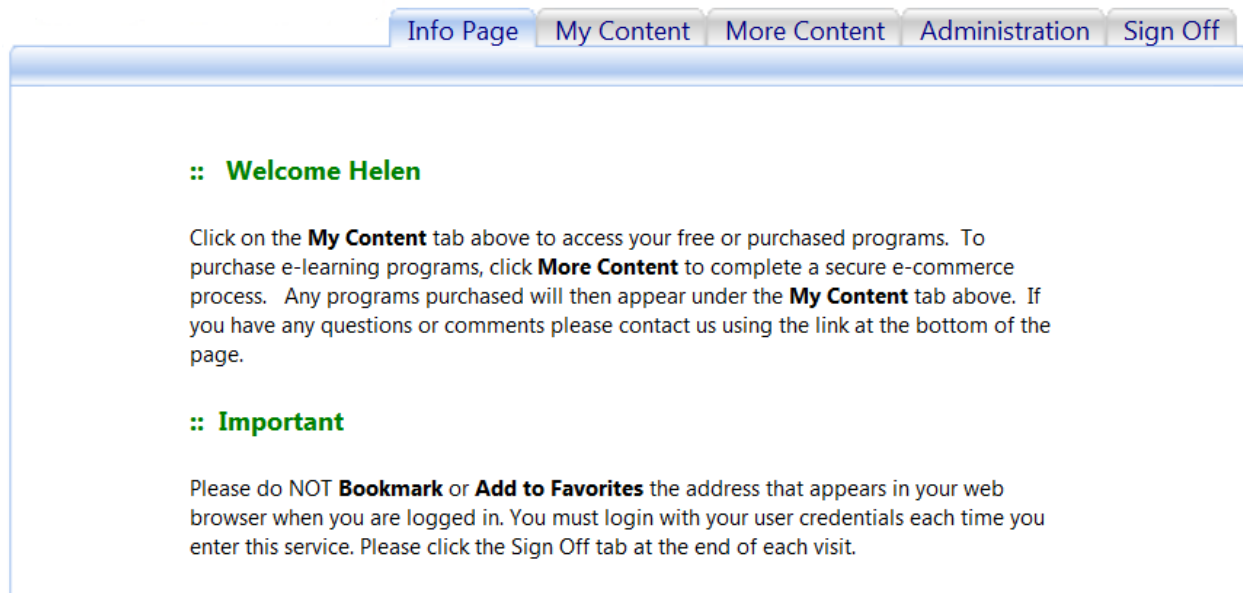 Info Page My Content More Content Administration Sign Off
:: Welcome Helen
Click on the My Content tab above to access your free or purchased programs. To
purchase e-learning programs, click More Content to complete a secure e-commerce
process. Any programs purchased will then appear under the My Content tab above. If
you have any questions or comments please contact us using the link at the bottom of the
page.
:: Important
Please do NOT Bookmark or Add to Favorites the address that appears in your web
browser when you are logged in. You must login with your user credentials each time you
enter this service. Please click the Sign Off tab at the end of each visit.